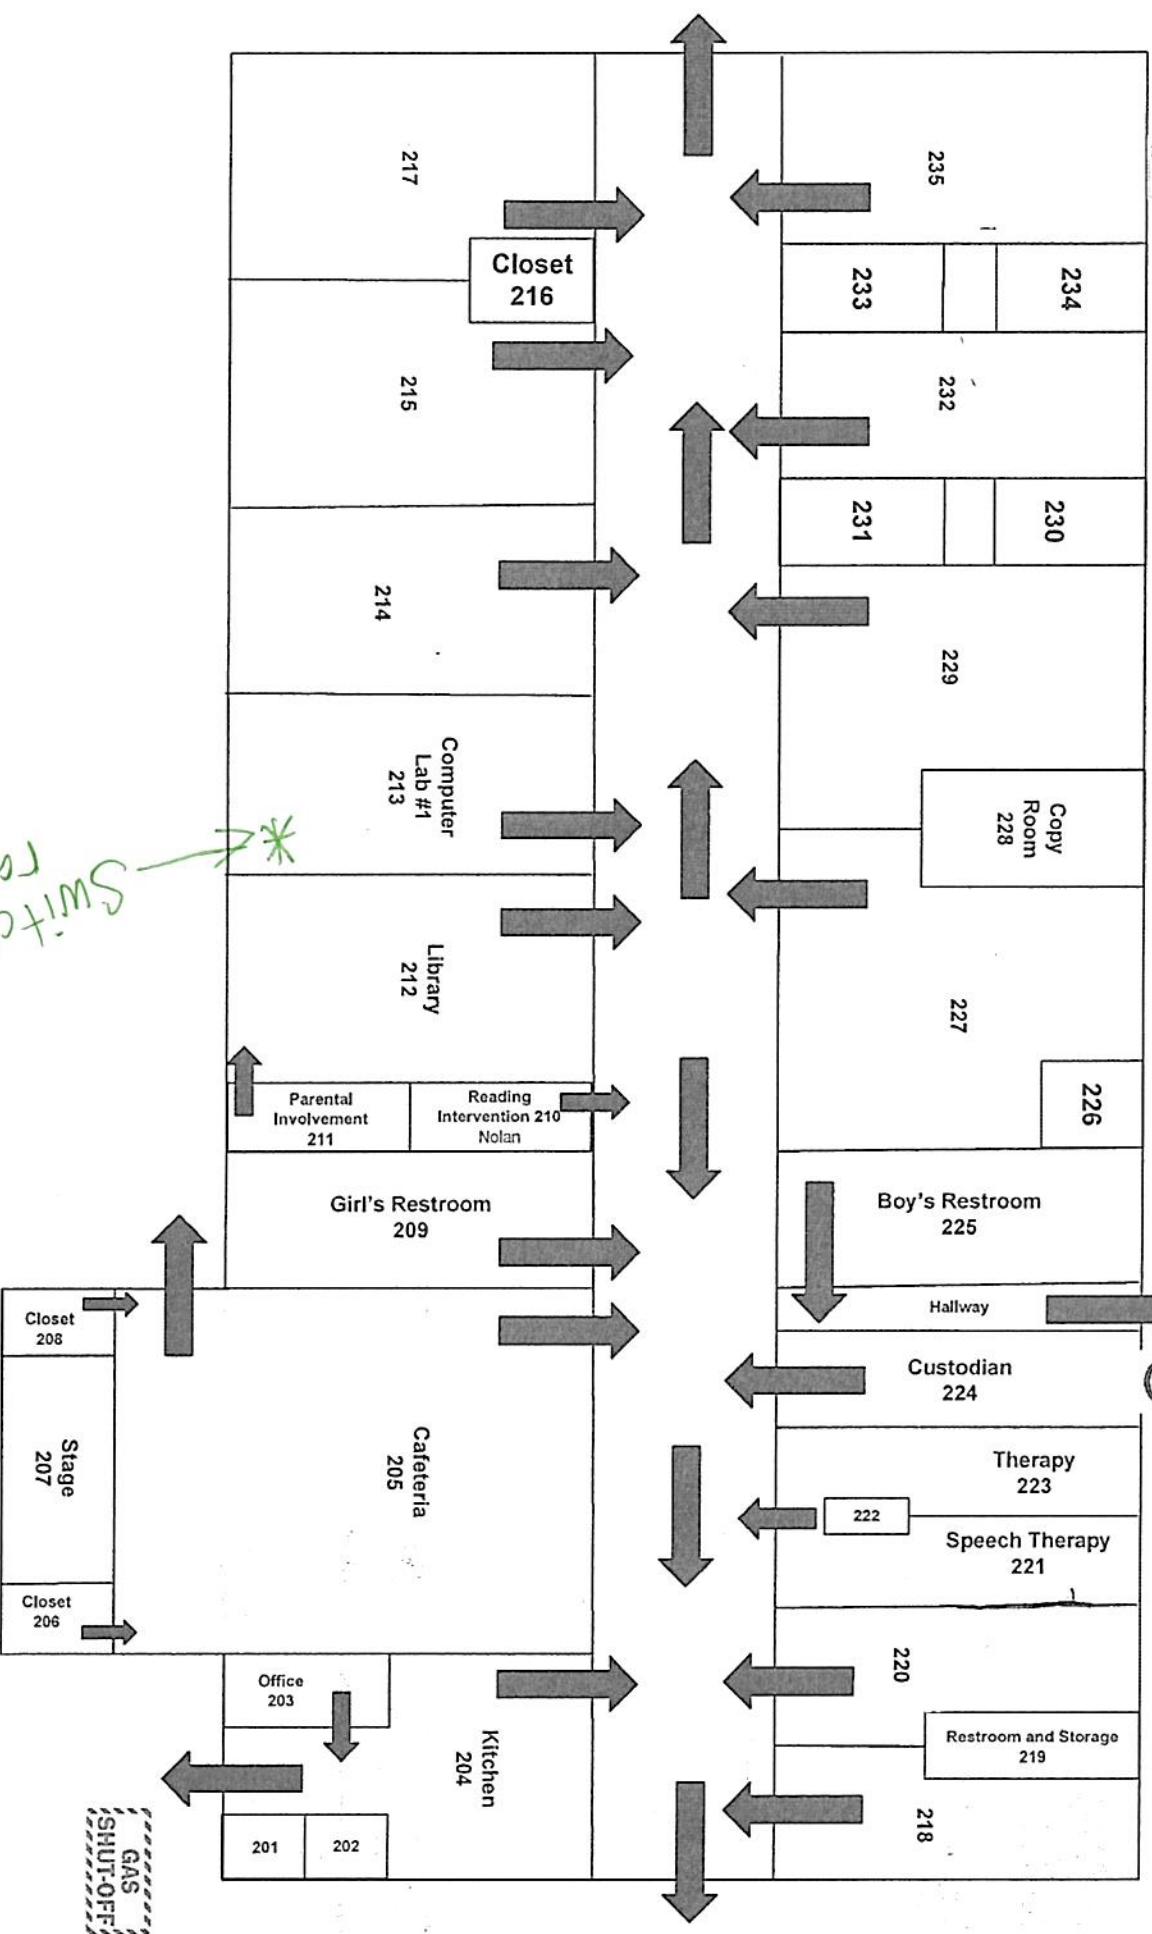 217
235
Closet
216
233
234
215
232
231
230
214
229
Computer
Lab #1
213
Copy
Room
228
Library
212
227
226
Parental
Involvement
211
Reading
Intervention 210
Nolan
Girl's Restroom
209
Boy's Restroom
225
Hallway
Closet
208
Custodian
224
Stage
207
Cafeteria
205
Therapy
223
222
Speech Therapy
221
Closet
206
Office
203
Kitchen
204
220
Restroom and Storage
219
218
201
202
GAS
SHUT-OFF